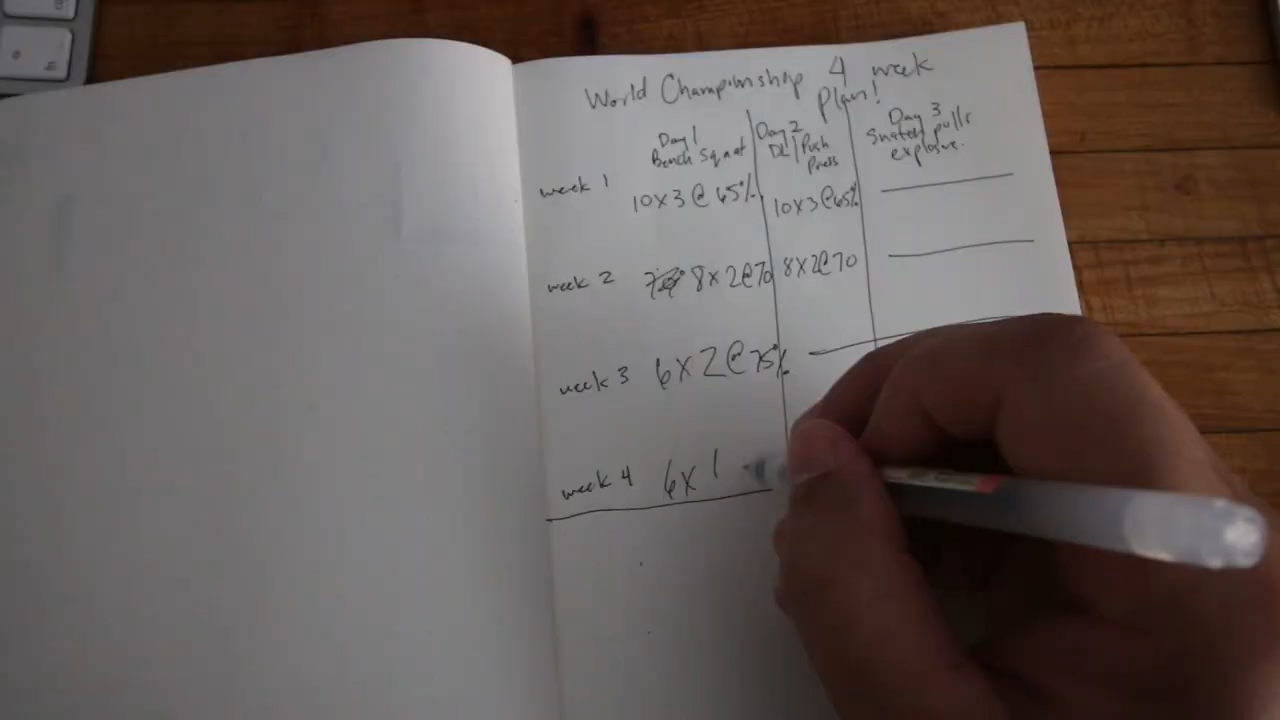 World Championship 4 week
plan!
Day 1
Bench Squat
Day 2
DL | Push
Press
Day 3
Snatch pulls
explosive.
week 1 10x3@65% 10x3@65%
week 2 8x2@70 8x2@70
week 3 6x2@75%
week 4 6x1